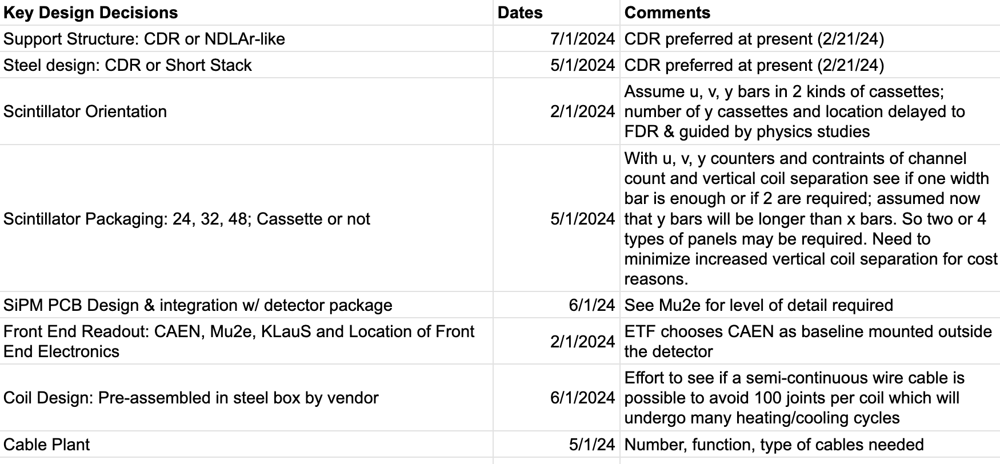 Key Design Decisions Dates Comments
Support Structure: CDR or NDLAr-like 7/1/2024 CDR preferred at present (2/21/24)
Steel design: CDR or Short Stack 5/1/2024 CDR preferred at present (2/21/24)
Scintillator Orientation 2/1/2024 Assume u, v, y bars in 2 kinds of cassettes;
number of y cassettes and location delayed to
FDR & guided by physics studies
Scintillator Packaging: 24, 32, 48; Cassette or not 5/1/2024 With u, v, y counters and contraints of channel
count and vertical coil separation see if one width
bar is enough or if 2 are required; assumed now
that y bars will be longer than x bars. So two or 4
types of panels may be required. Need to
minimize increased vertical coil separation for cost
reasons.
SiPM PCB Design & integration w/ detector package 6/1/24 See Mu2e for level of detail required
Front End Readout: CAEN, Mu2e, KLauS and Location of Front
End Electronics 2/1/2024 ETF chooses CAEN as baseline mounted outside
the detector
Coil Design: Pre-assembled in steel box by vendor 6/1/2024 Effort to see if a semi-continuous wire cable is
possible to avoid 100 joints per coil which will
undergo many heating/cooling cycles
Cable Plant 5/1/24 Number, function, type of cables needed